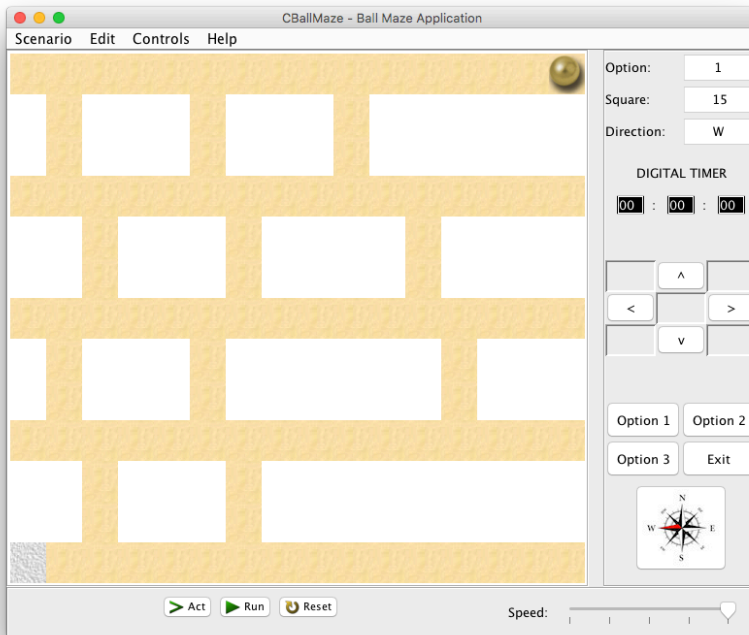 CBallMaze - Ball Maze Application
Scenario Edit Controls Help
Option: 1
Square: 15
Direction: W
DIGITAL TIMER
00 : 00 : 00
^
< >
v
Option 1 Option 2
Option 3 Exit
N
W E
S
Act Run Reset
Speed: